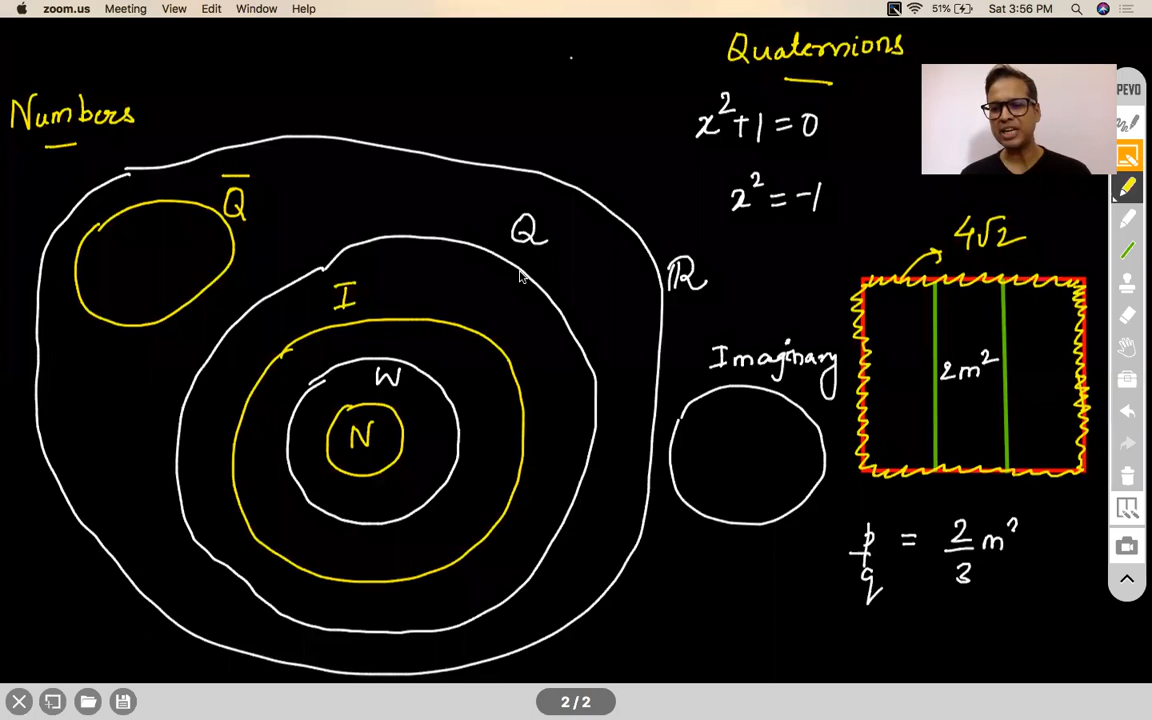 zoom.us Meeting View Edit Window Help
51% Sat 3:56 PM
Quaternions
Numbers
x²+1=0
x²=-1
Q̅
Q
R
I
W
N
Imaginary
4√2
2m²
p/q = 2/3 m²
2/2